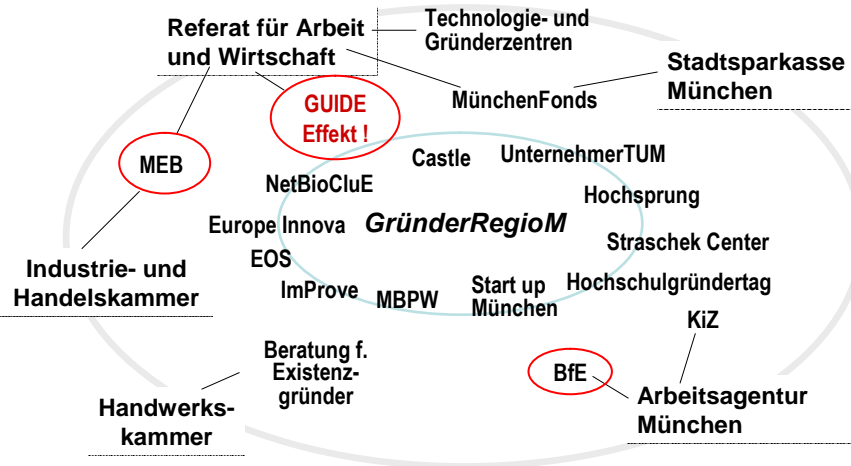 Referat für Arbeit
und Wirtschaft
Technologie- und
Gründerzentren
Stadtsparkasse
München
MünchenFonds
GUIDE
Effekt !
MEB
Castle
UnternehmerTUM
NetBioCluE
Hochsprung
Europe Innova
GründerRegioM
Straschek Center
EOS
Industrie- und
Handelskammer
ImProve
MBPW
Start up
München
Hochschulgründertag
KiZ
Beratung f.
Existenz-
gründer
BfE
Handwerks-
kammer
Arbeitsagentur
München